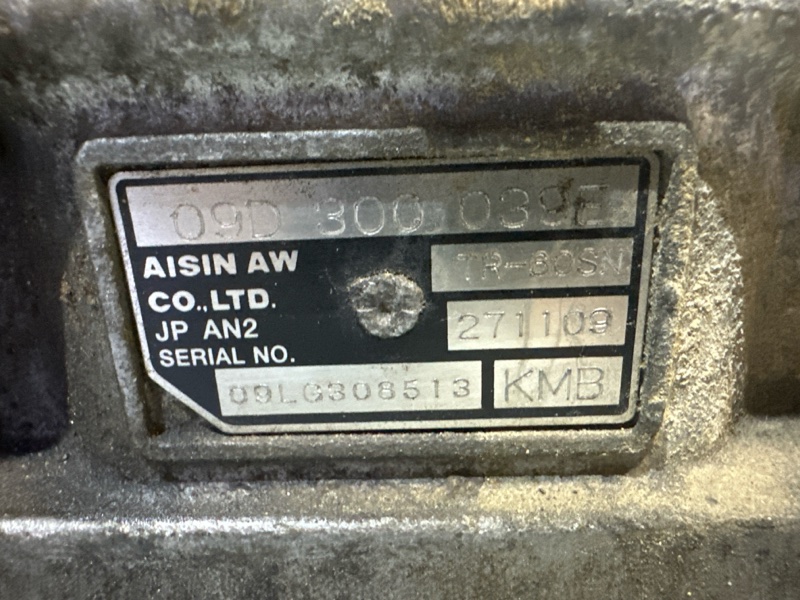 09D 300 039E
AISIN AW
CO.,LTD.
TR-60SN
JP AN2
271109
SERIAL NO.
09LG308513
KMB